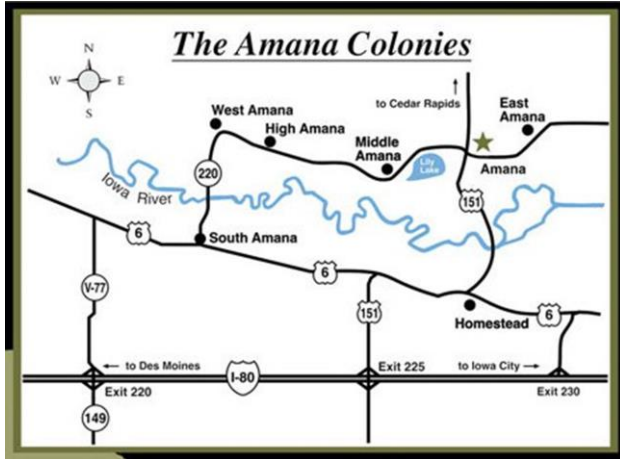 The Amana Colonies
N
W
E
S
to Cedar Rapids
East
Amana
West Amana
High Amana
Middle
Amana
Lily
Lake
Amana
220
151
Iowa River
6
South Amana
6
V-77
151
Homestead
6
to Des Moines
I-80
Exit 225
to Iowa City
Exit 220
Exit 230
149